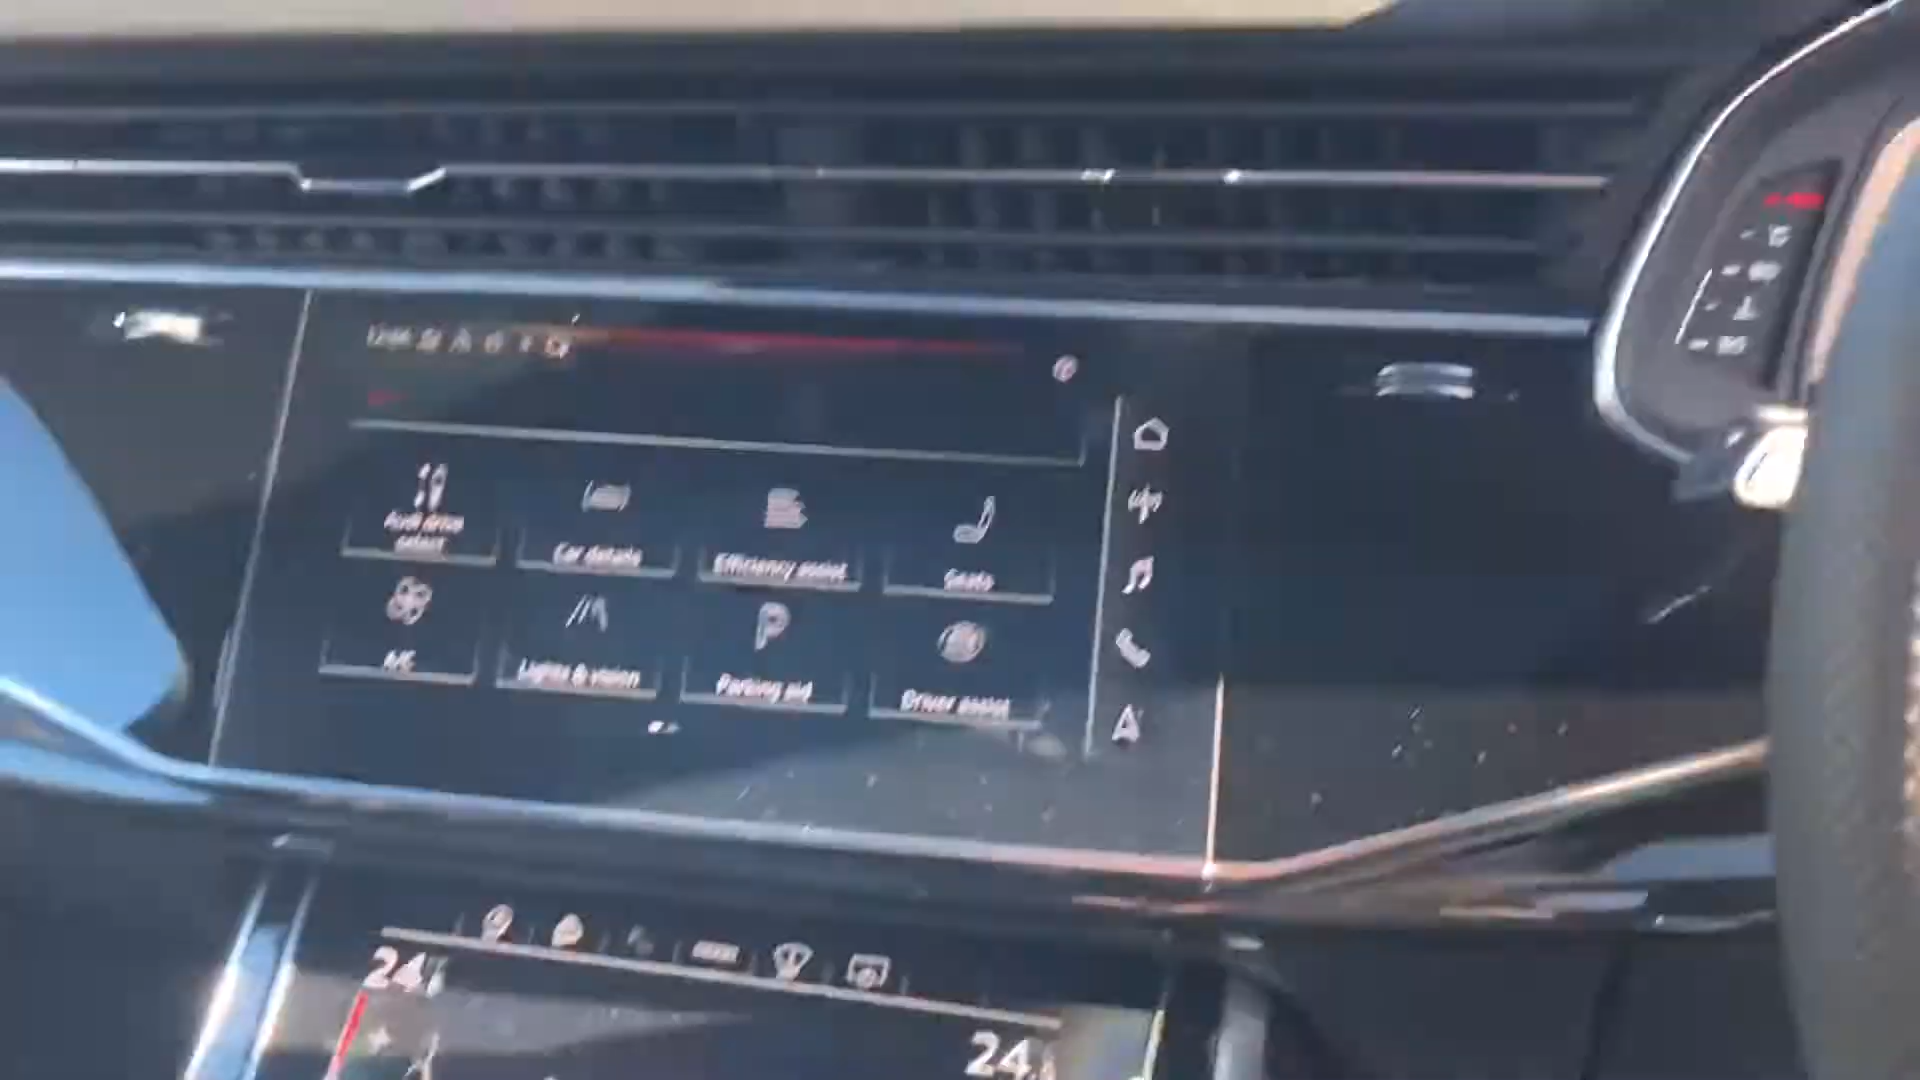 Audi drive
select
Car details
Efficiency assist
Seats
A/C
Lights & vision
Parking aid
Driver assist
24
24